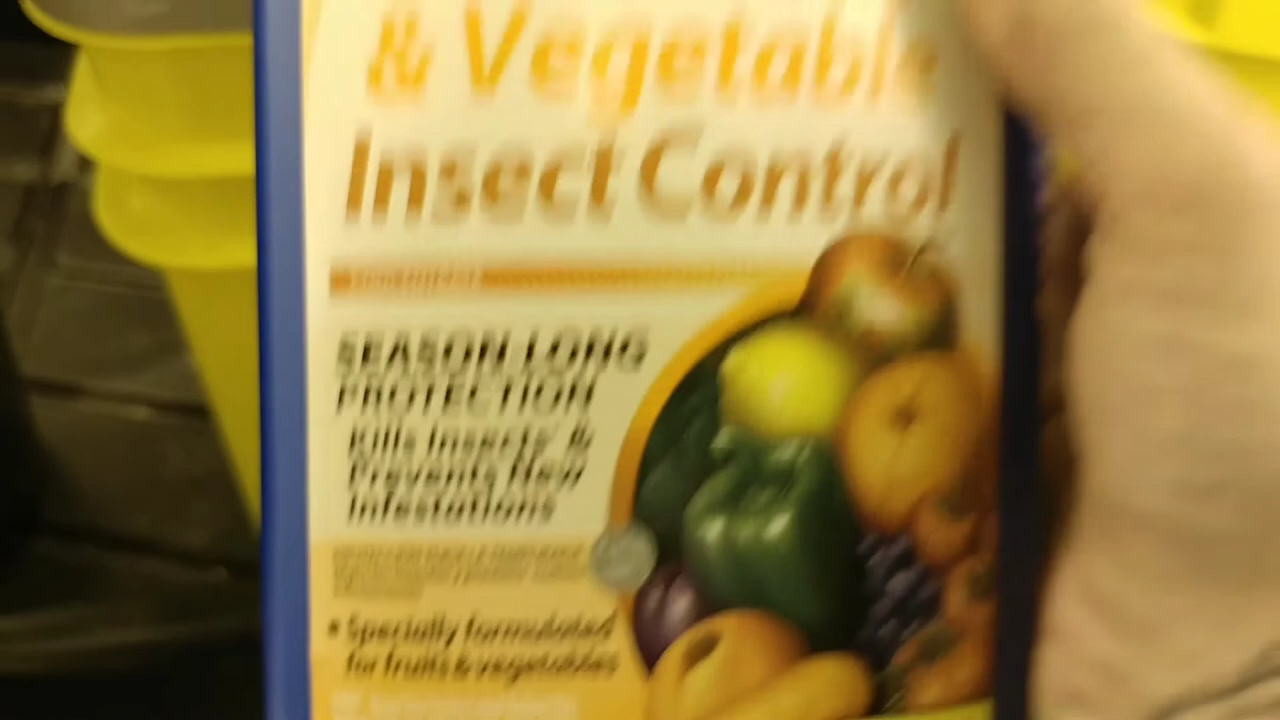 & Vegetable
Insect Control
SEASON LONG
PROTECTION
Kills Insects &
Prevents New
Infestations
• Specially formulated
for fruits & vegetables